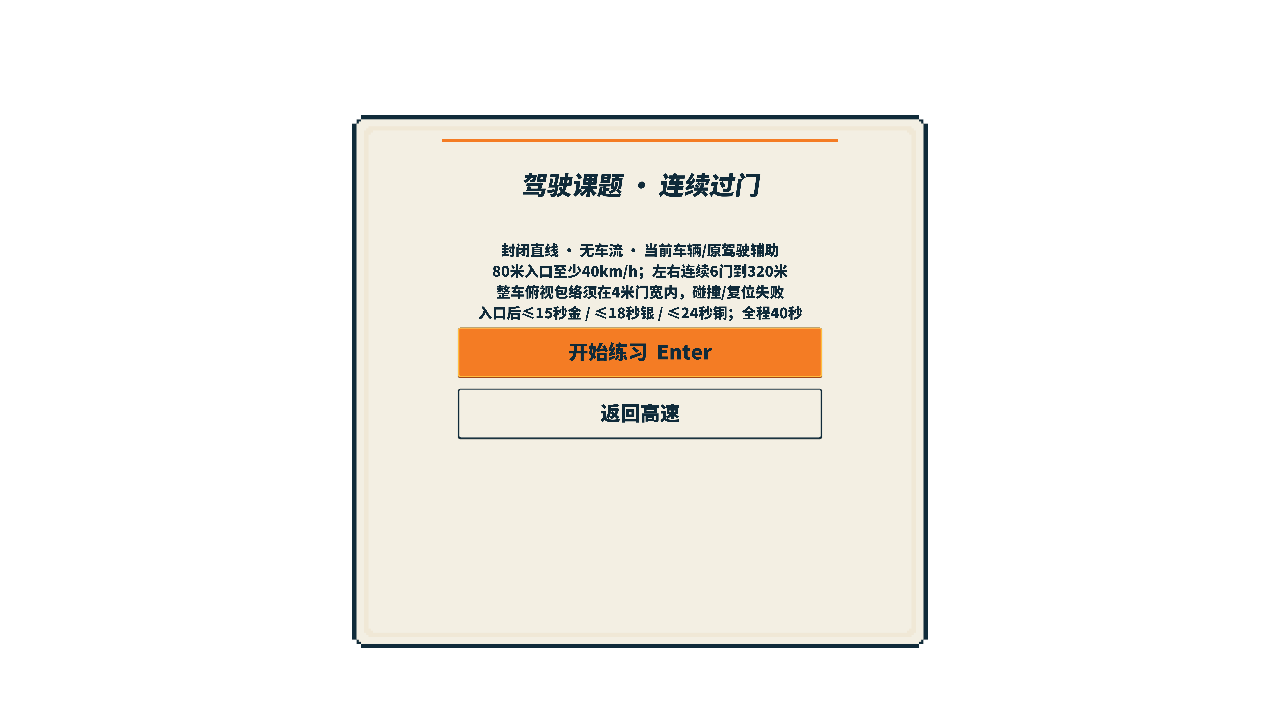 驾驶课题 · 连续过门
封闭直线 · 无车流 · 当前车辆/原驾驶辅助
80米入口至少40km/h；左右连续6门到320米
整车俯视包络须在4米门宽内，碰撞/复位失败
入口后≤15秒金 / ≤18秒银 / ≤24秒铜；全程40秒
开始练习 Enter
返回高速